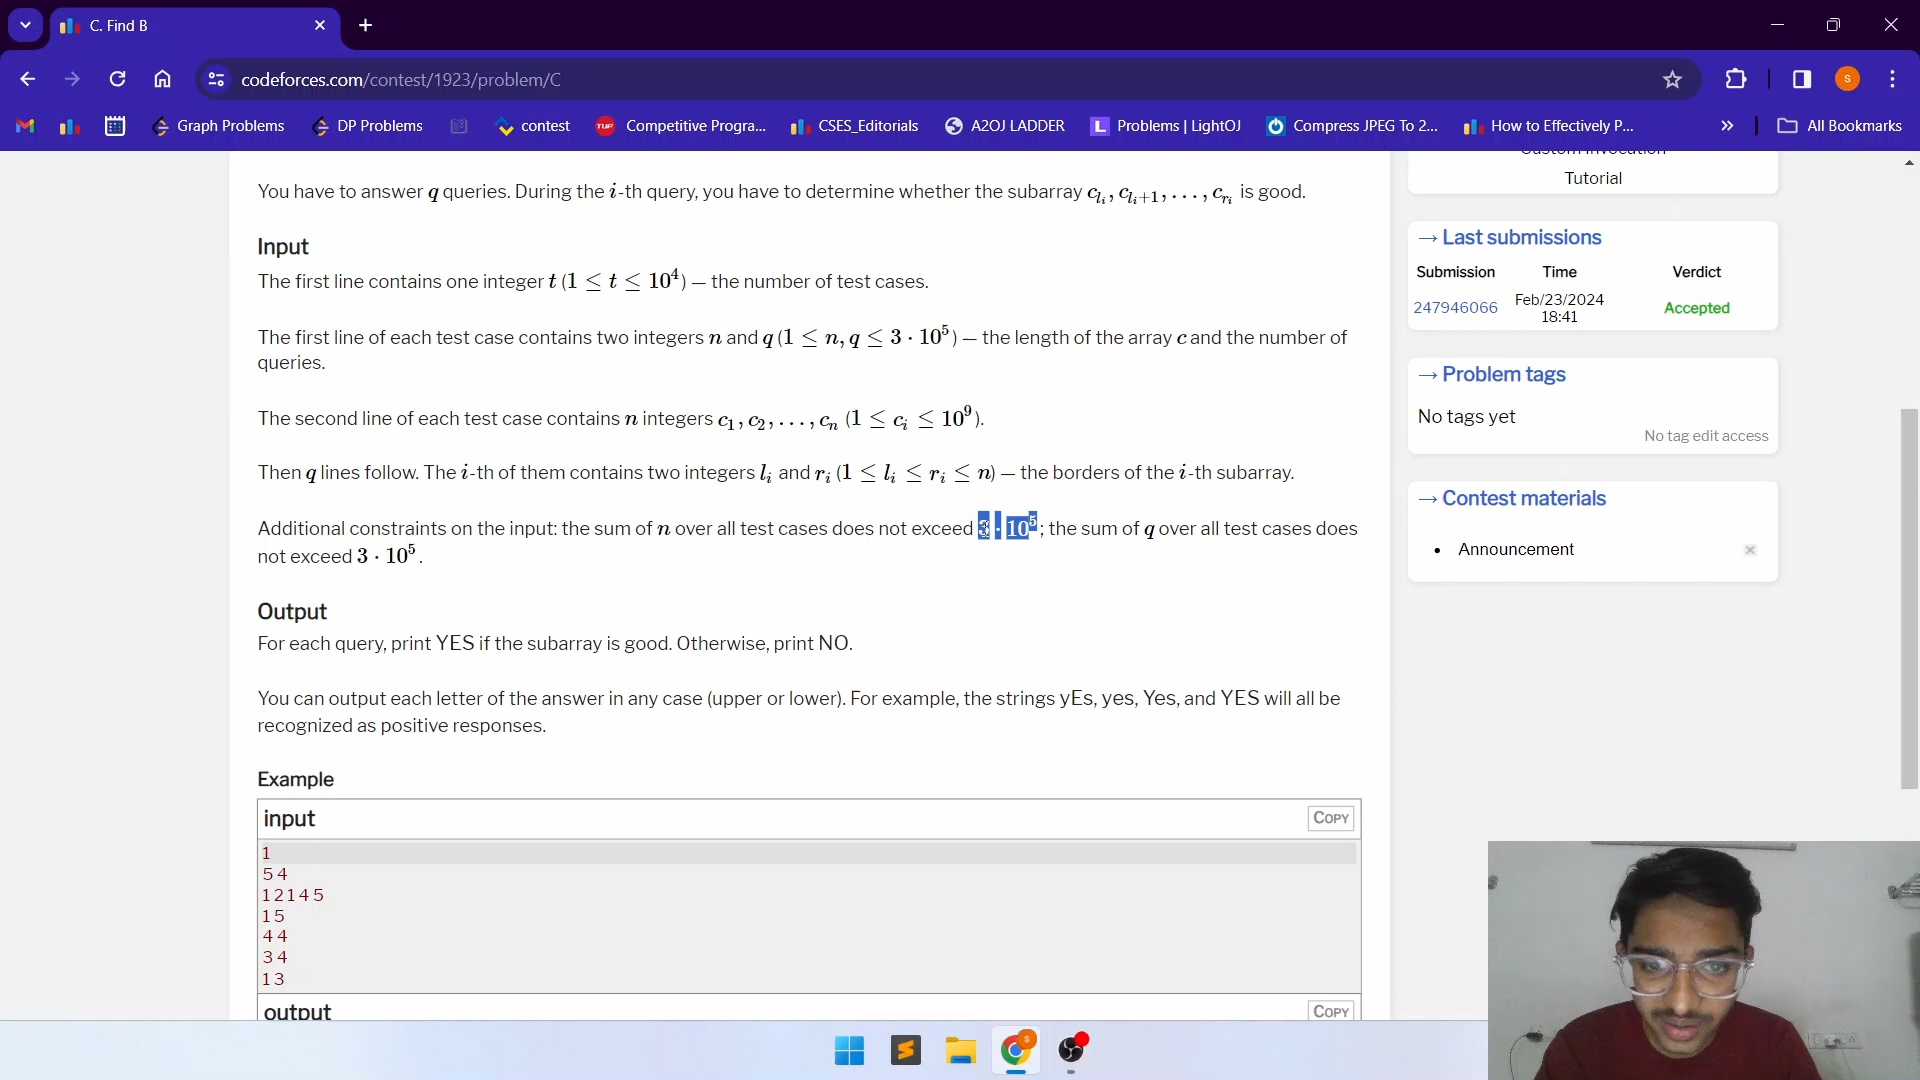 C. Find B
codeforces.com/contest/1923/problem/C
Graph Problems DP Problems contest Competitive Progra... CSES_Editorials A2OJ LADDER Problems | LightOJ Compress JPEG To 2... How to Effectively P... » All Bookmarks
You have to answer q queries. During the i-th query, you have to determine whether the subarray c_{l_i}, c_{l_i+1}, ..., c_{r_i} is good.
Input
The first line contains one integer t (1 ≤ t ≤ 10^4) – the number of test cases.
The first line of each test case contains two integers n and q (1 ≤ n, q ≤ 3 · 10^5) – the length of the array c and the number of
queries.
The second line of each test case contains n integers c_1, c_2, ..., c_n (1 ≤ c_i ≤ 10^9).
Then q lines follow. The i-th of them contains two integers l_i and r_i (1 ≤ l_i ≤ r_i ≤ n) – the borders of the i-th subarray.
Additional constraints on the input: the sum of n over all test cases does not exceed 3 · 10^5; the sum of q over all test cases does
not exceed 3 · 10^5.
Output
For each query, print YES if the subarray is good. Otherwise, print NO.
You can output each letter of the answer in any case (upper or lower). For example, the strings yEs, yes, Yes, and YES will all be
recognized as positive responses.
Example
input
COPY
1
5 4
1 2 1 4 5
1 5
4 4
3 4
1 3
output
COPY
Custom Invocation
Tutorial
→ Last submissions
Submission Time Verdict
247946066 Feb/23/2024 18:41 Accepted
→ Problem tags
No tags yet
No tag edit access
→ Contest materials
• Announcement
S